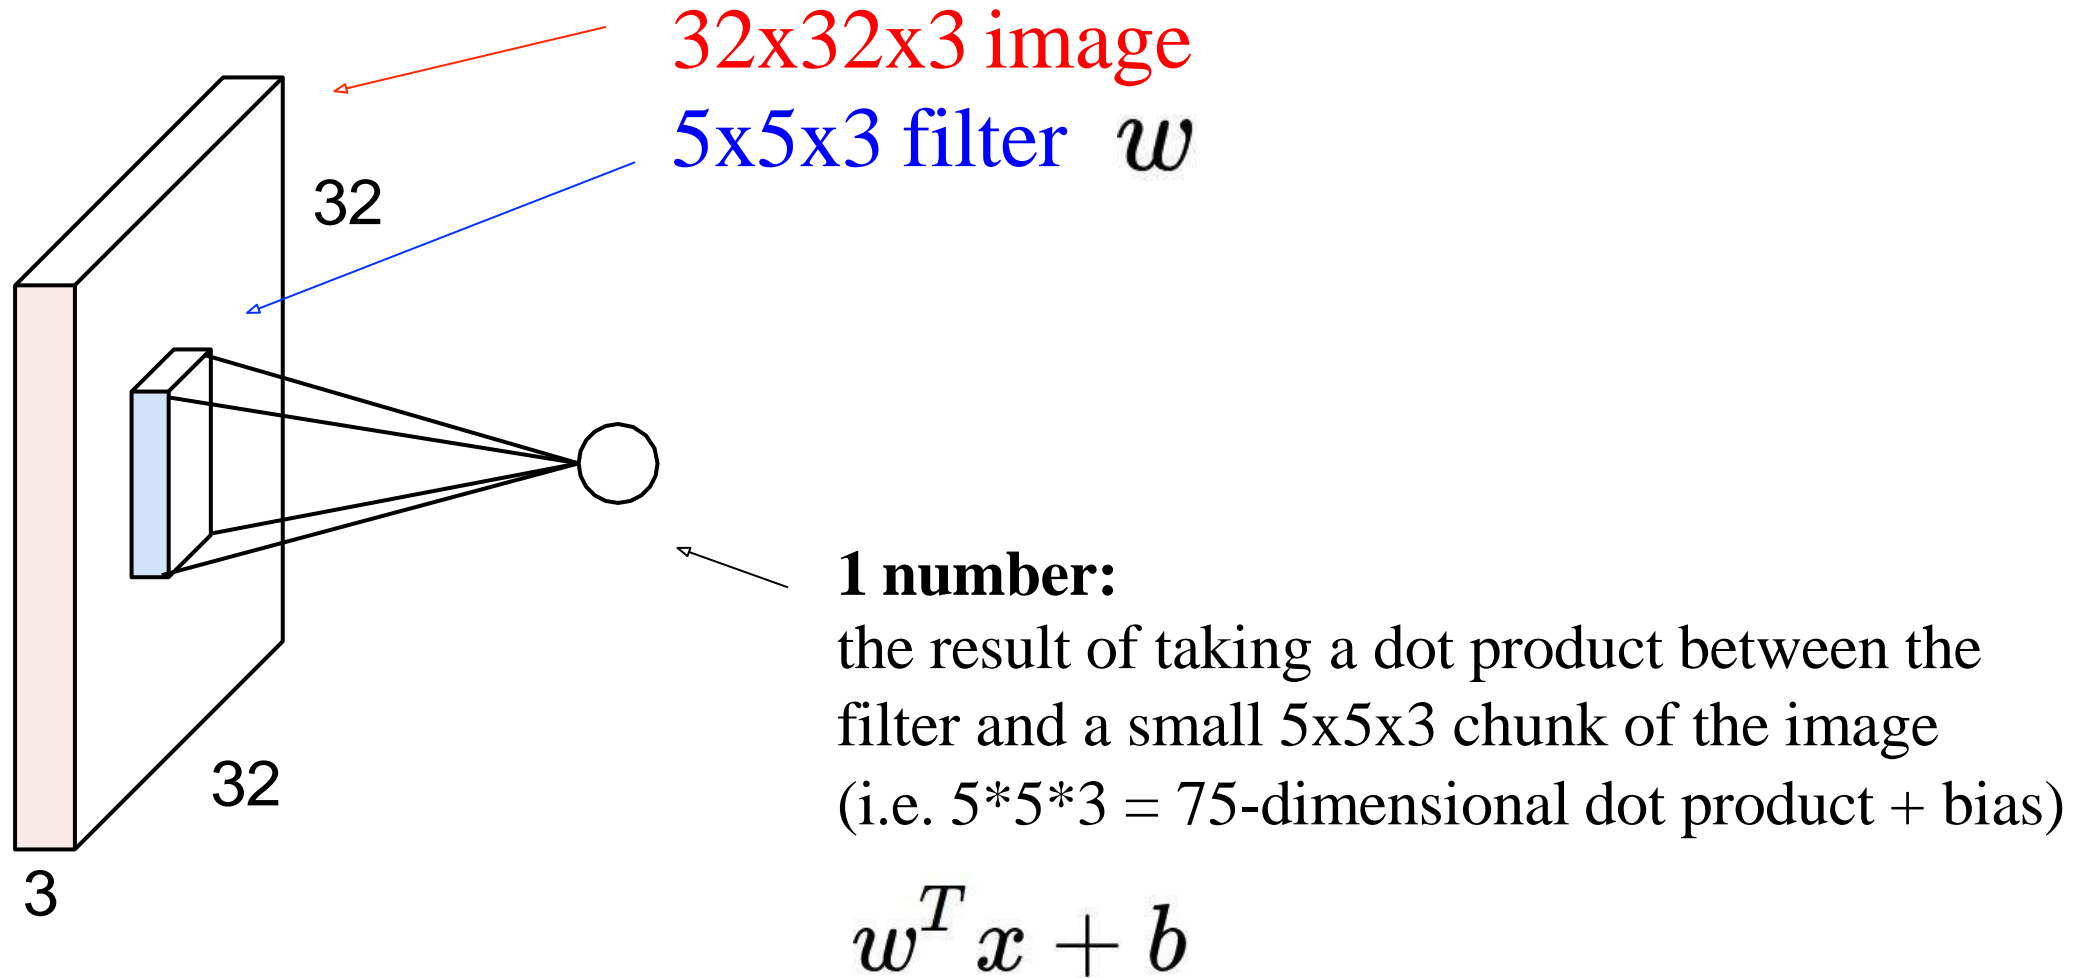 32x32x3 image
5x5x3 filter w
32
32
3
1 number:
the result of taking a dot product between the
filter and a small 5x5x3 chunk of the image
(i.e. 5*5*3 = 75-dimensional dot product + bias)
w^T x + b